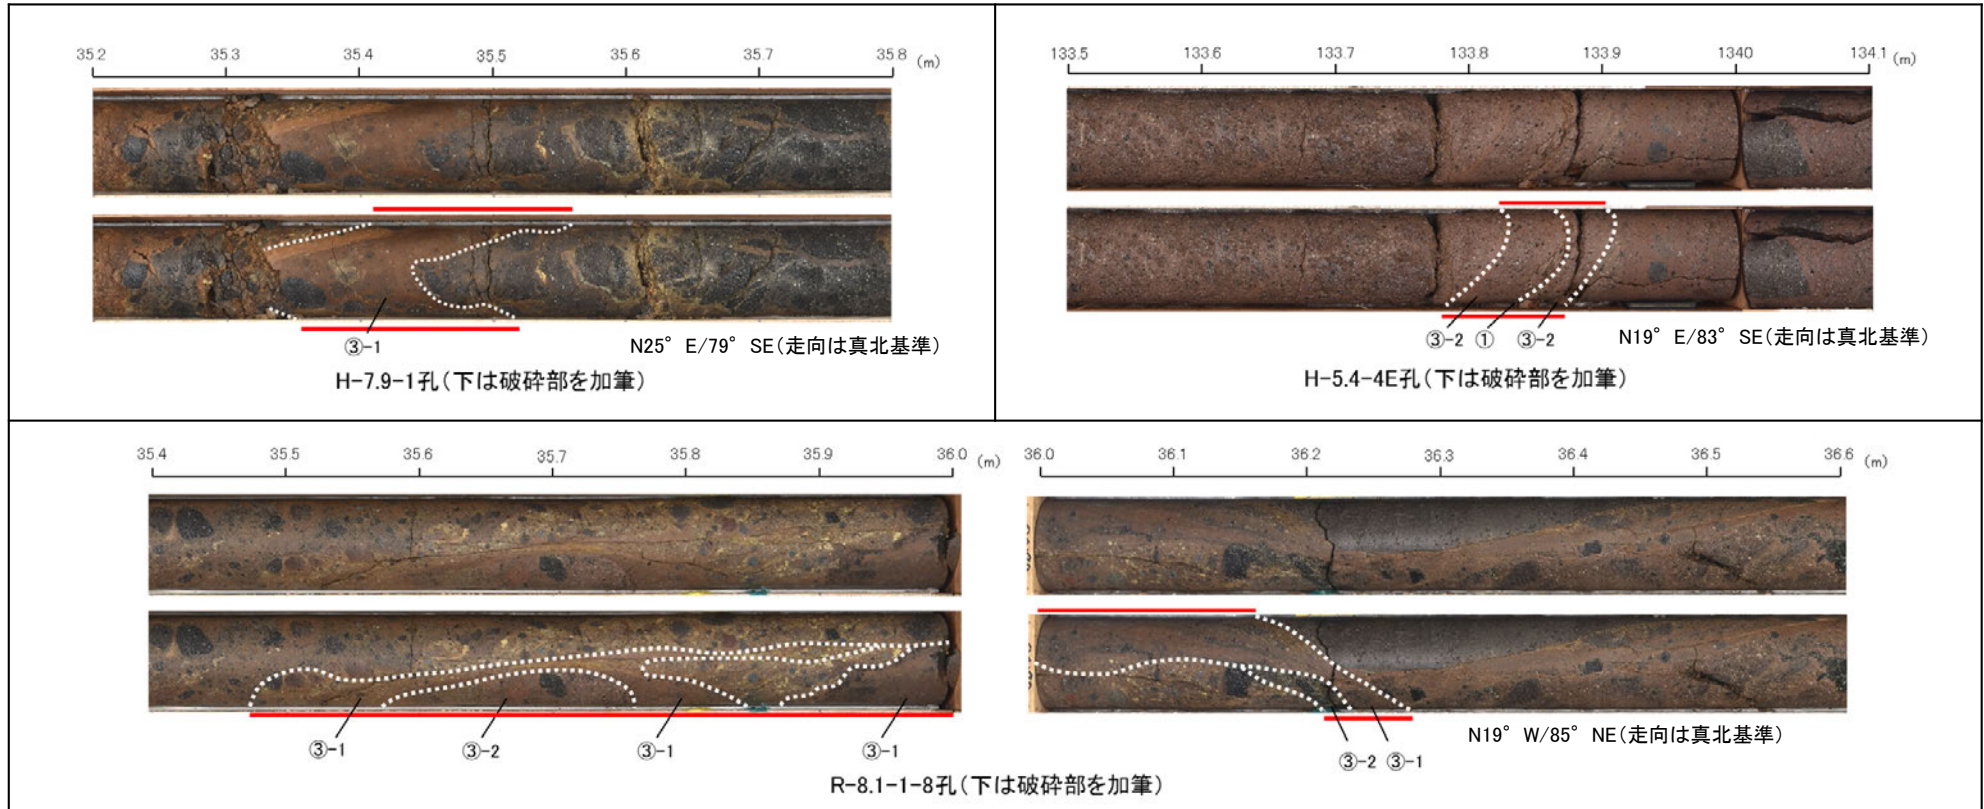 35.2 35.3 35.4 35.5 35.6 35.7 35.8 (m)
③-1
N25° E/79° SE(走向は真北基準)
H-7.9-1孔(下は破砕部を加筆)
133.5 133.6 133.7 133.8 133.9 1340 134.1 (m)
③-2 ① ③-2
N19° E/83° SE(走向は真北基準)
H-5.4-4E孔(下は破砕部を加筆)
35.4 35.5 35.6 35.7 35.8 35.9 36.0 (m)
③-1 ③-2 ③-1 ③-1
36.0 36.1 36.2 36.3 36.4 36.5 36.6 (m)
③-2 ③-1
N19° W/85° NE(走向は真北基準)
R-8.1-1-8孔(下は破砕部を加筆)